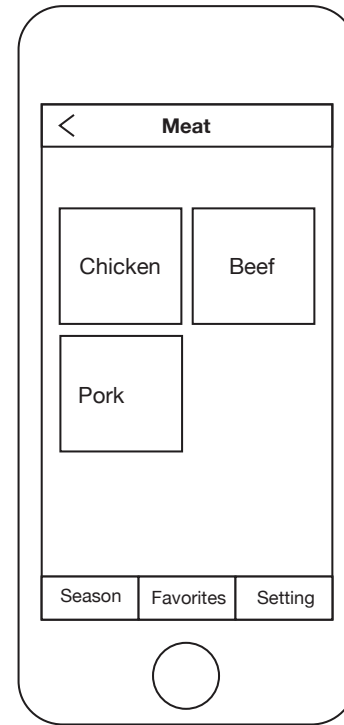 Meat
Chicken
Beef
Pork
Season
Favorites
Setting